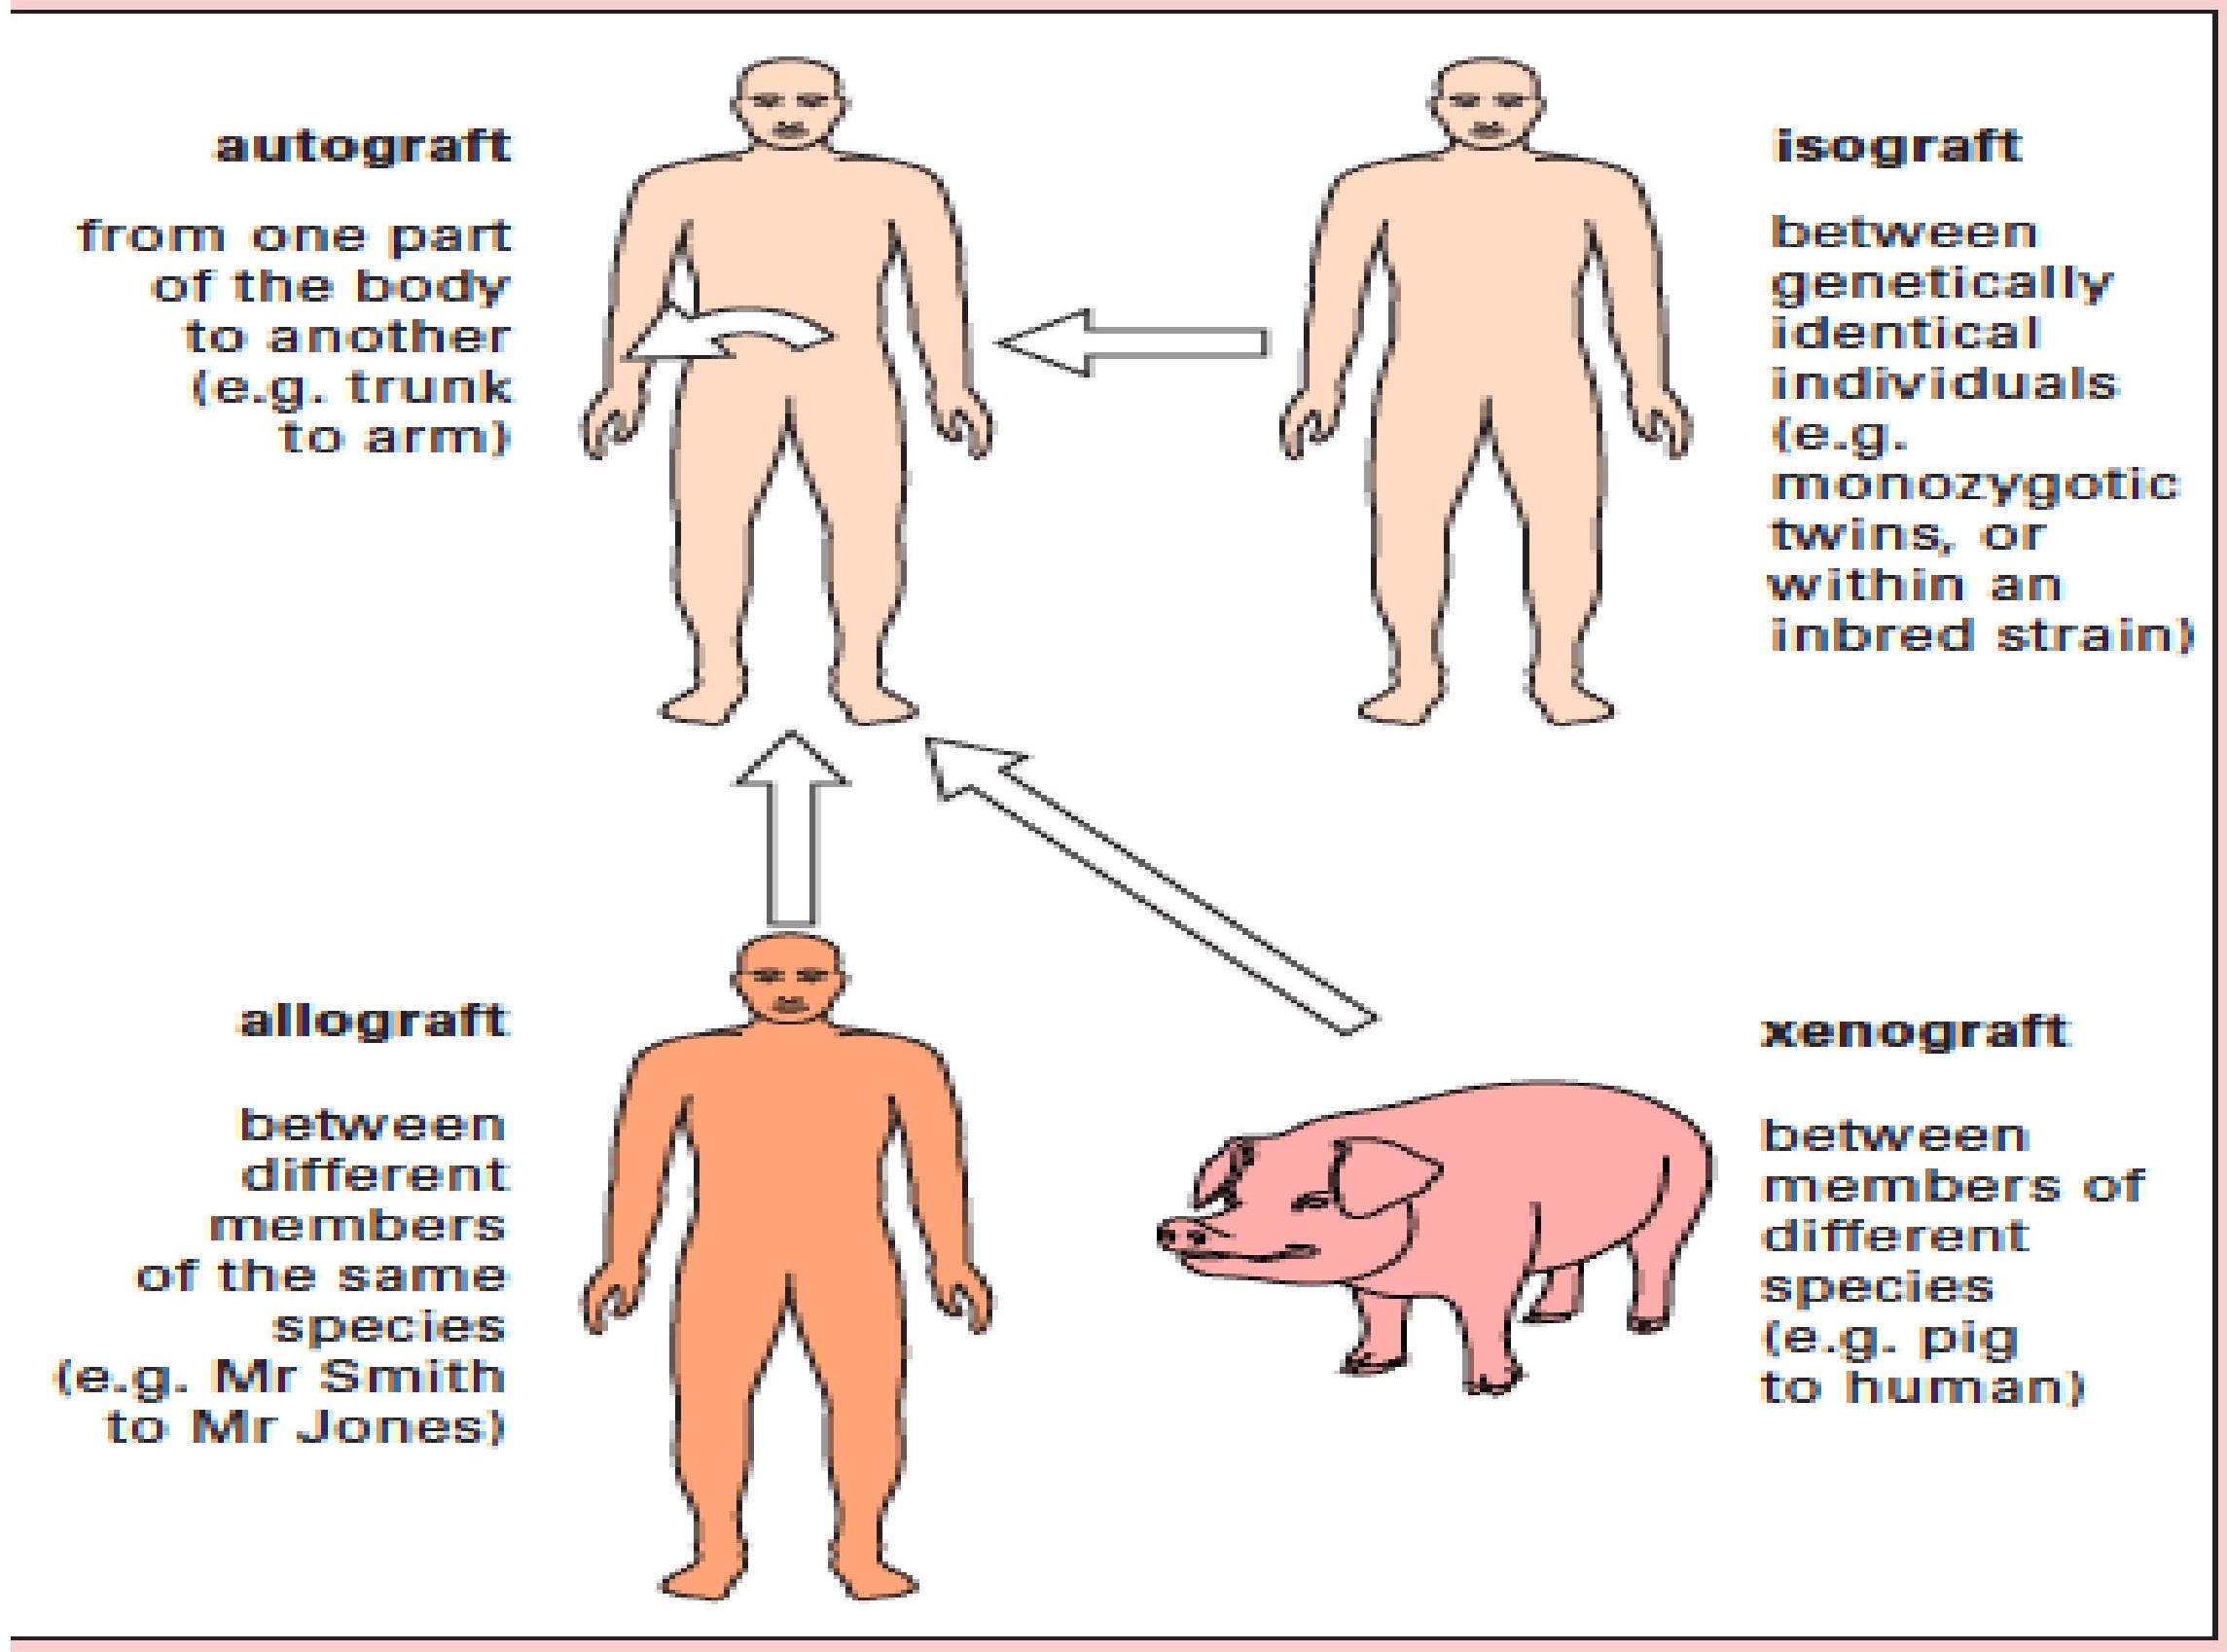 autograft
from one part
of the body
to another
(e.g. trunk
to arm)
isograft
between
genetically
identical
individuals
(e.g.
monozygotic
twins, or
within an
inbred strain)
allograft
between
different
members
of the same
species
(e.g. Mr Smith
to Mr Jones)
xenograft
between
members of
different
species
(e.g. pig
to human)